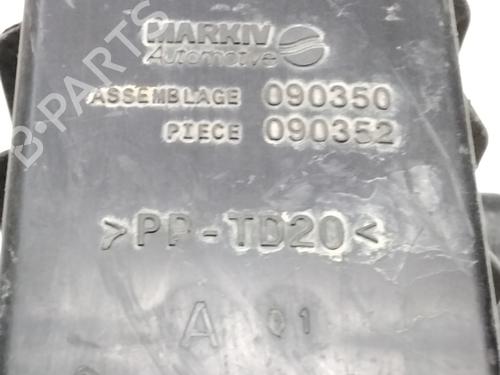 MARKIV
Automotive
ASSEMBLAGE 090350
PIECE 090352
>PP-TD20<
A 01
B-PARTS